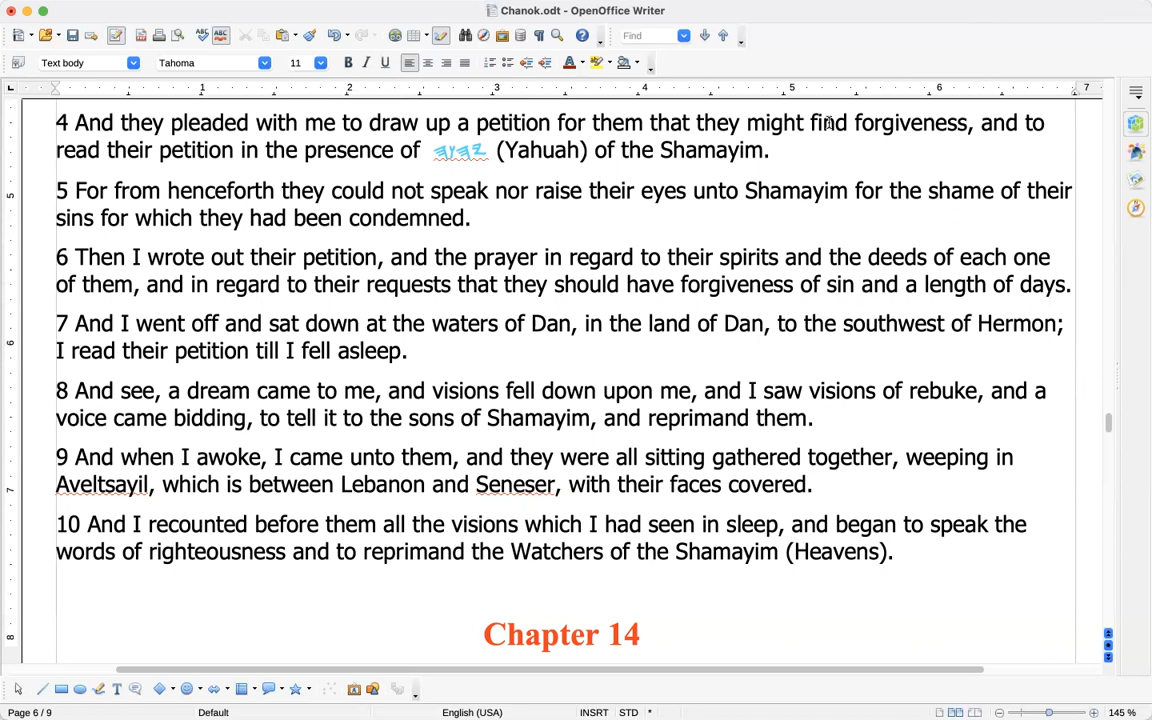 Chanok.odt - OpenOffice Writer
Find
Text body
Tahoma
11
1 2 3 4 5 6 7
4 And they pleaded with me to draw up a petition for them that they might find forgiveness, and to
read their petition in the presence of 𐤉𐤄𐤅𐤄 (Yahuah) of the Shamayim.
5 For from henceforth they could not speak nor raise their eyes unto Shamayim for the shame of their
sins for which they had been condemned.
6 Then I wrote out their petition, and the prayer in regard to their spirits and the deeds of each one
of them, and in regard to their requests that they should have forgiveness of sin and a length of days.
7 And I went off and sat down at the waters of Dan, in the land of Dan, to the southwest of Hermon;
I read their petition till I fell asleep.
8 And see, a dream came to me, and visions fell down upon me, and I saw visions of rebuke, and a
voice came bidding, to tell it to the sons of Shamayim, and reprimand them.
9 And when I awoke, I came unto them, and they were all sitting gathered together, weeping in
Aveltsayil, which is between Lebanon and Seneser, with their faces covered.
10 And I recounted before them all the visions which I had seen in sleep, and began to speak the
words of righteousness and to reprimand the Watchers of the Shamayim (Heavens).
Chapter 14
5
6
7
8
Page 6 / 9
Default
English (USA)
INSRT
STD
*
145 %